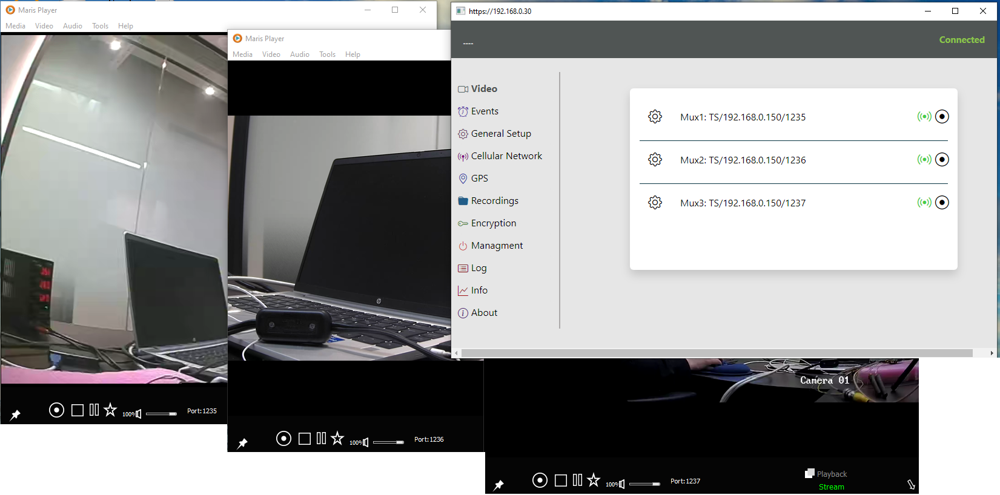 Maris Player
Media Video Audio Tools Help
100%
Port:1235
Maris Player
Media Video Audio Tools Help
hp
100%
Port:1236
https://192.168.0.30
----
Connected
Video
Events
General Setup
Cellular Network
GPS
Recordings
Encryption
Managment
Log
Info
About
Mux1: TS/192.168.0.150/1235
Mux2: TS/192.168.0.150/1236
Mux3: TS/192.168.0.150/1237
Camera 01
100%
Port:1237
Playback
Stream